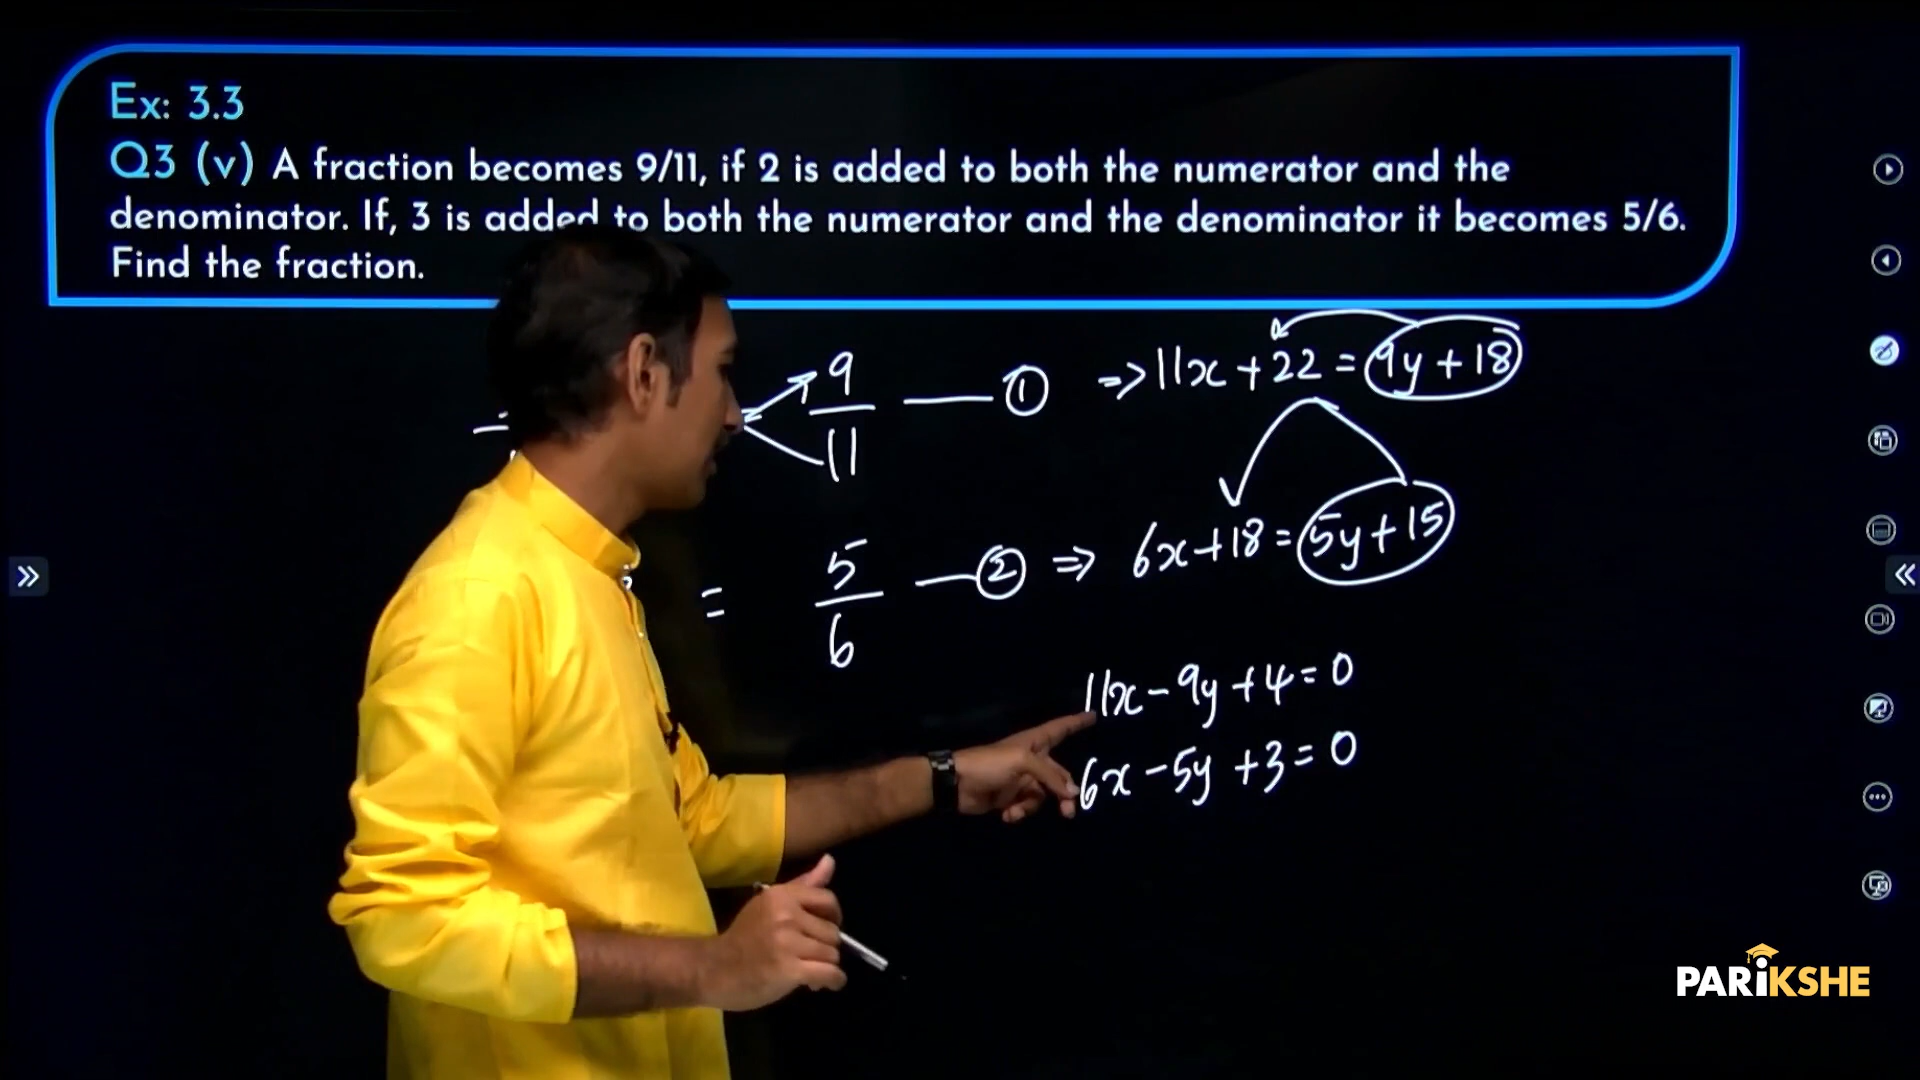 Ex: 3.3
Q3 (v) A fraction becomes 9/11, if 2 is added to both the numerator and the
denominator. If, 3 is added to both the numerator and the denominator it becomes 5/6.
Find the fraction.
= 9/11 — ① ⇒ 11x + 22 = 9y + 18
= 5/6 — ② ⇒ 6x + 18 = 5y + 15
11x - 9y + 4 = 0
6x - 5y + 3 = 0
PARiKSHE